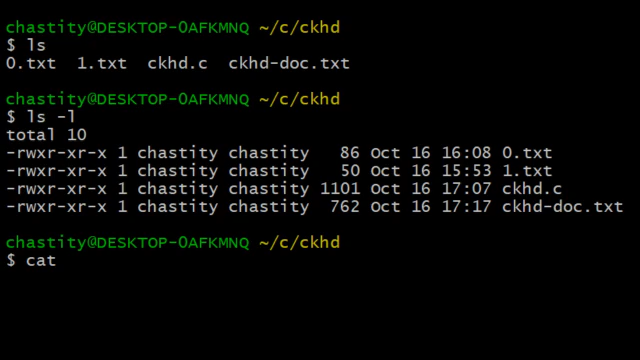 chastity@DESKTOP-0AFKMNQ ~/c/ckhd
$ ls
0.txt  1.txt  ckhd.c  ckhd-doc.txt
chastity@DESKTOP-0AFKMNQ ~/c/ckhd
$ ls -l
total 10
-rwxr-xr-x 1 chastity chastity   86 Oct 16 16:08 0.txt
-rwxr-xr-x 1 chastity chastity   50 Oct 16 15:53 1.txt
-rwxr-xr-x 1 chastity chastity 1101 Oct 16 17:07 ckhd.c
-rwxr-xr-x 1 chastity chastity  762 Oct 16 17:17 ckhd-doc.txt
chastity@DESKTOP-0AFKMNQ ~/c/ckhd
$ cat